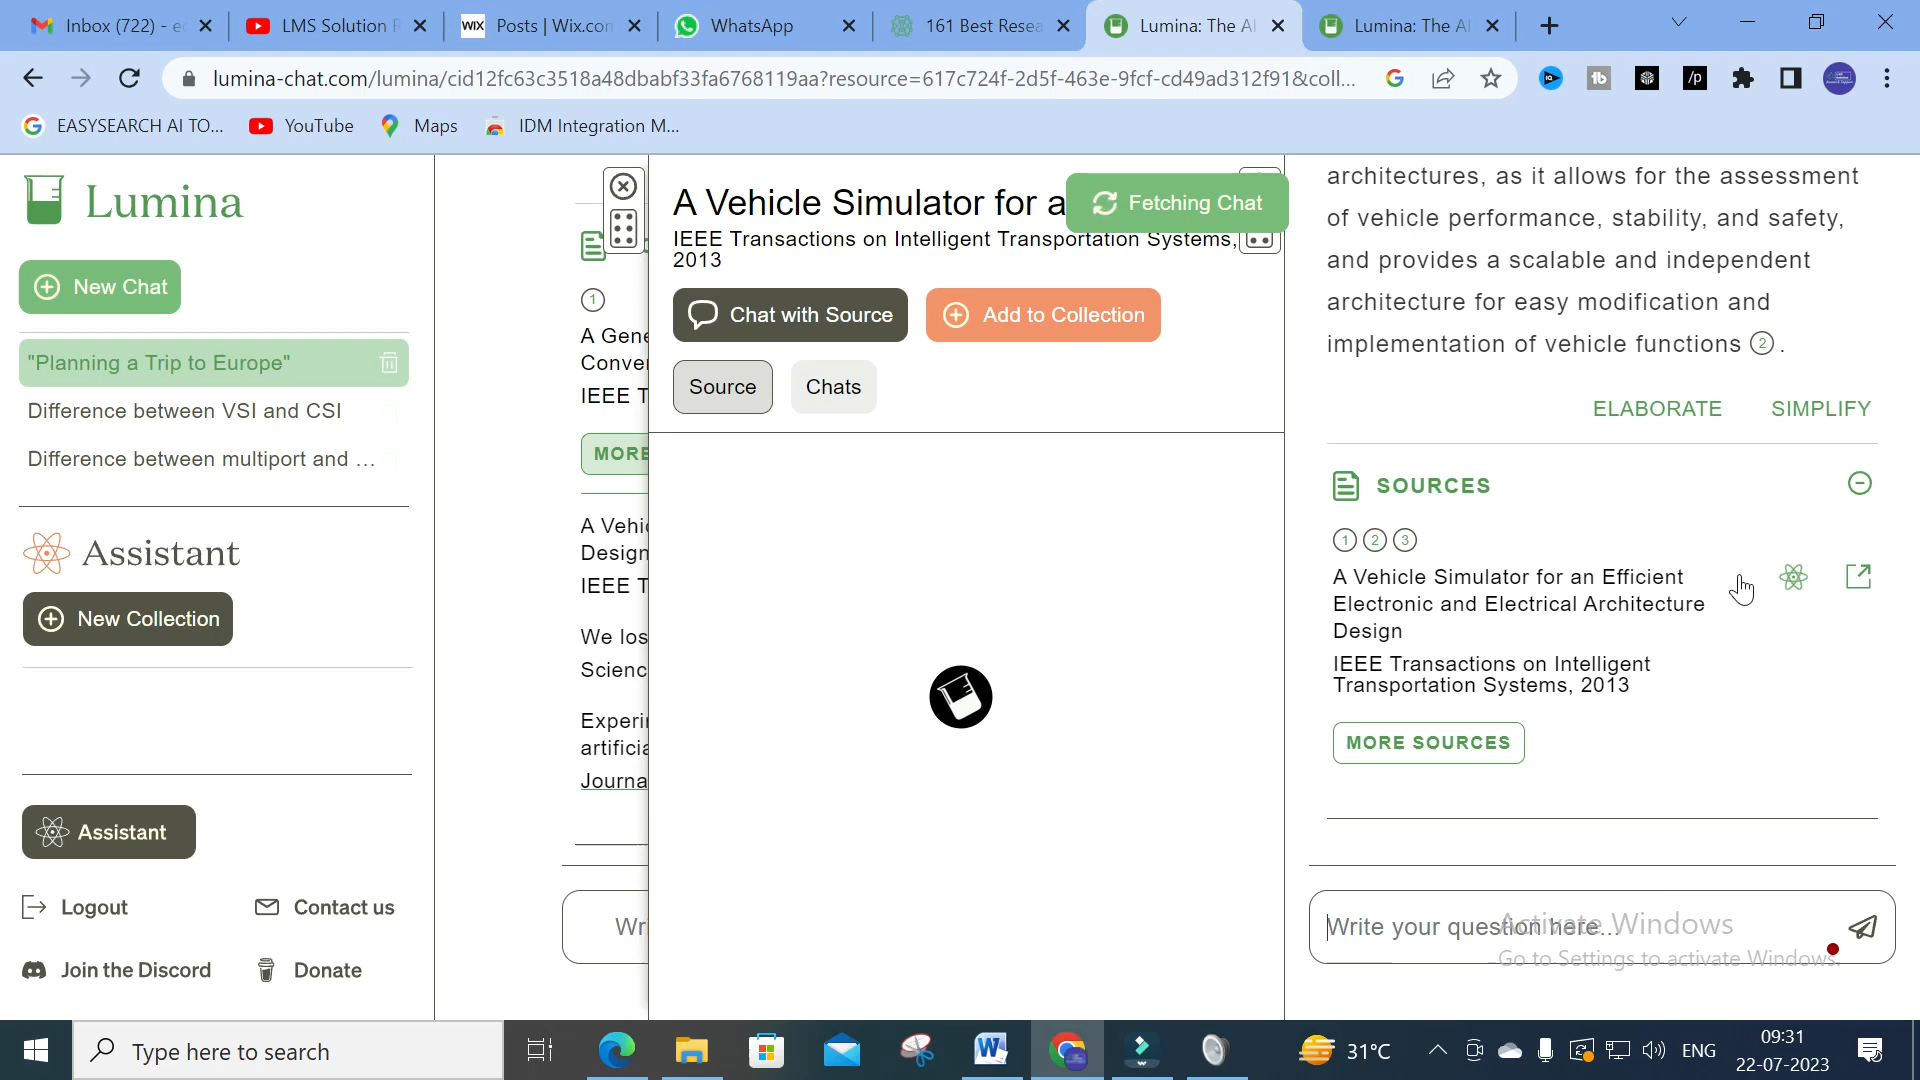 Inbox (722) - e
LMS Solution R
WIX Posts | Wix.com
WhatsApp
161 Best Resea
Lumina: The AI
Lumina: The AI
lumina-chat.com/lumina/cid12fc63c3518a48dbabf33fa6768119aa?resource=617c724f-2d5f-463e-9fcf-cd49ad312f91&coll...
EASYSEARCH AI TO...
YouTube
Maps
IDM Integration M...
Lumina
New Chat
"Planning a Trip to Europe"
Difference between VSI and CSI
Difference between multiport and ...
Assistant
New Collection
Assistant
Logout
Contact us
Join the Discord
Donate
1
A Gene
Conver
IEEE T
MORE
A Vehic
Design
IEEE T
We los
Scienc
Experi
artificia
Journa
Wr
A Vehicle Simulator for a
Fetching Chat
IEEE Transactions on Intelligent Transportation Systems,
2013
Chat with Source
Add to Collection
Source
Chats
architectures, as it allows for the assessment
of vehicle performance, stability, and safety,
and provides a scalable and independent
architecture for easy modification and
implementation of vehicle functions 2 .
ELABORATE
SIMPLIFY
SOURCES
1 2 3
A Vehicle Simulator for an Efficient
Electronic and Electrical Architecture
Design
IEEE Transactions on Intelligent
Transportation Systems, 2013
MORE SOURCES
Write your question here...
Activate Windows
Go to Settings to activate Windows.
Type here to search
31°C
ENG
09:31
22-07-2023